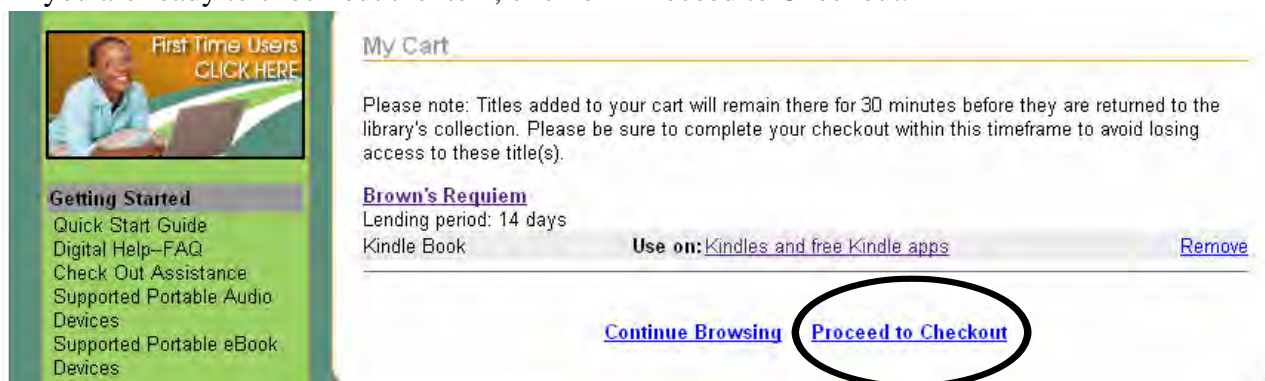 First Time Users
CLICK HERE
Getting Started
Quick Start Guide
Digital Help–FAQ
Check Out Assistance
Supported Portable Audio
Devices
Supported Portable eBook
Devices
My Cart
Please note: Titles added to your cart will remain there for 30 minutes before they are returned to the
library's collection. Please be sure to complete your checkout within this timeframe to avoid losing
access to these title(s).
Brown's Requiem
Lending period: 14 days
Kindle Book Use on: Kindles and free Kindle apps Remove
Continue Browsing Proceed to Checkout